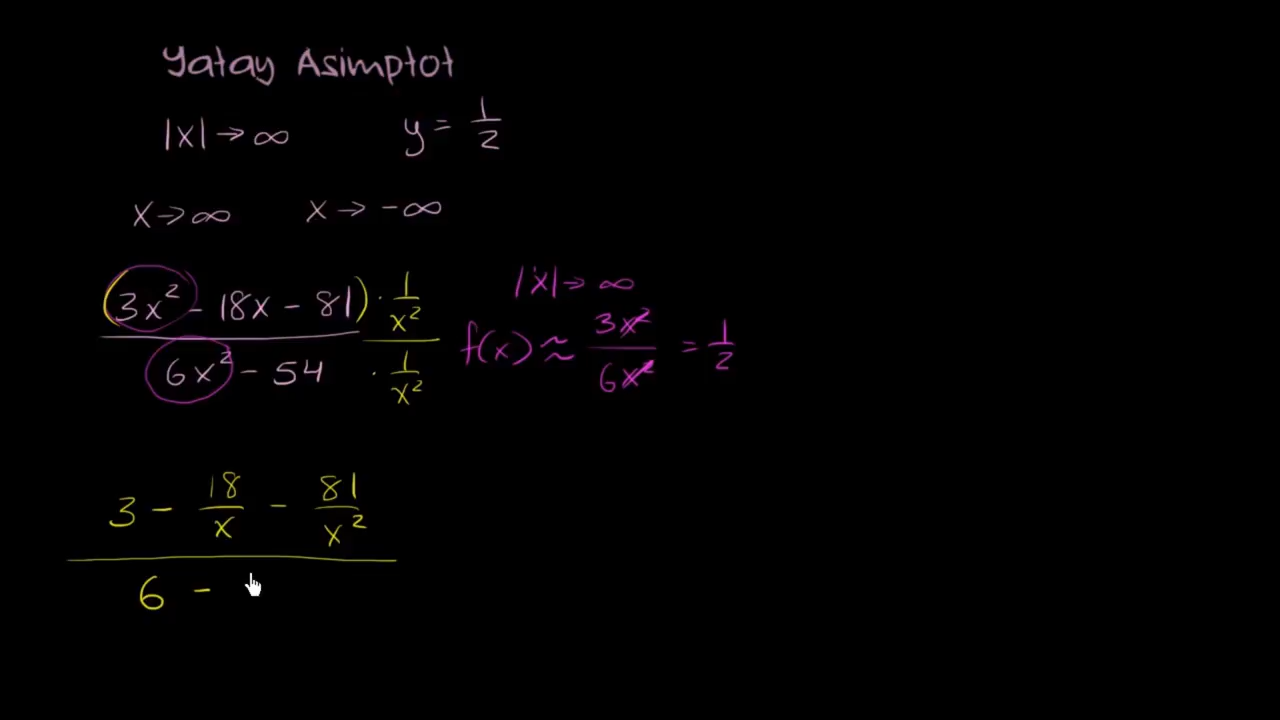 Yatay Asimptot
|x| → ∞ y = 1/2
x → ∞ x → -∞
(3x² - 18x - 81) · 1/x²
6x² - 54 · 1/x²
|x| → ∞
f(x) ≈ 3x²/6x² = 1/2
3 - 18/x - 81/x²
6 -